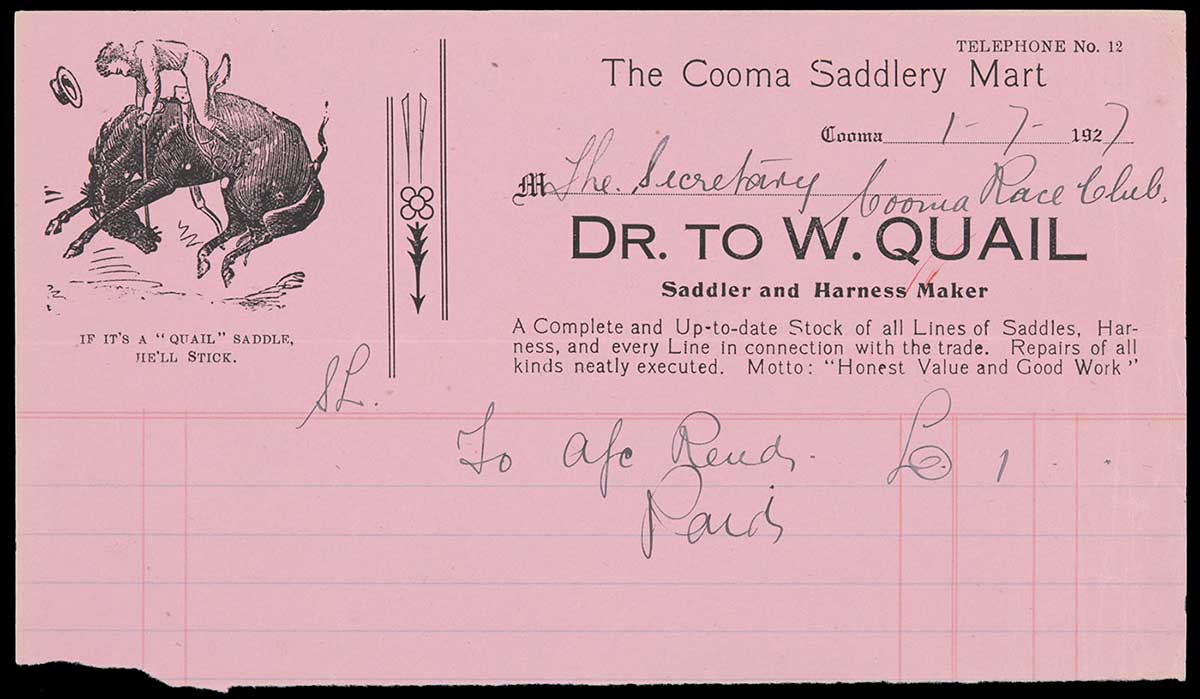 TELEPHONE No. 12
The Cooma Saddlery Mart
Cooma 1-7-1927
M The Secretary Cooma Race Club.
DR. TO W. QUAIL
Saddler and Harness Maker
A Complete and Up-to-date Stock of all Lines of Saddles, Har-
ness, and every Line in connection with the trade. Repairs of all
kinds neatly executed. Motto: "Honest Value and Good Work"
IF IT'S A "QUAIL" SADDLE,
HE'LL STICK.
SL.
To a/c Rend. £ 1 . .
Paid